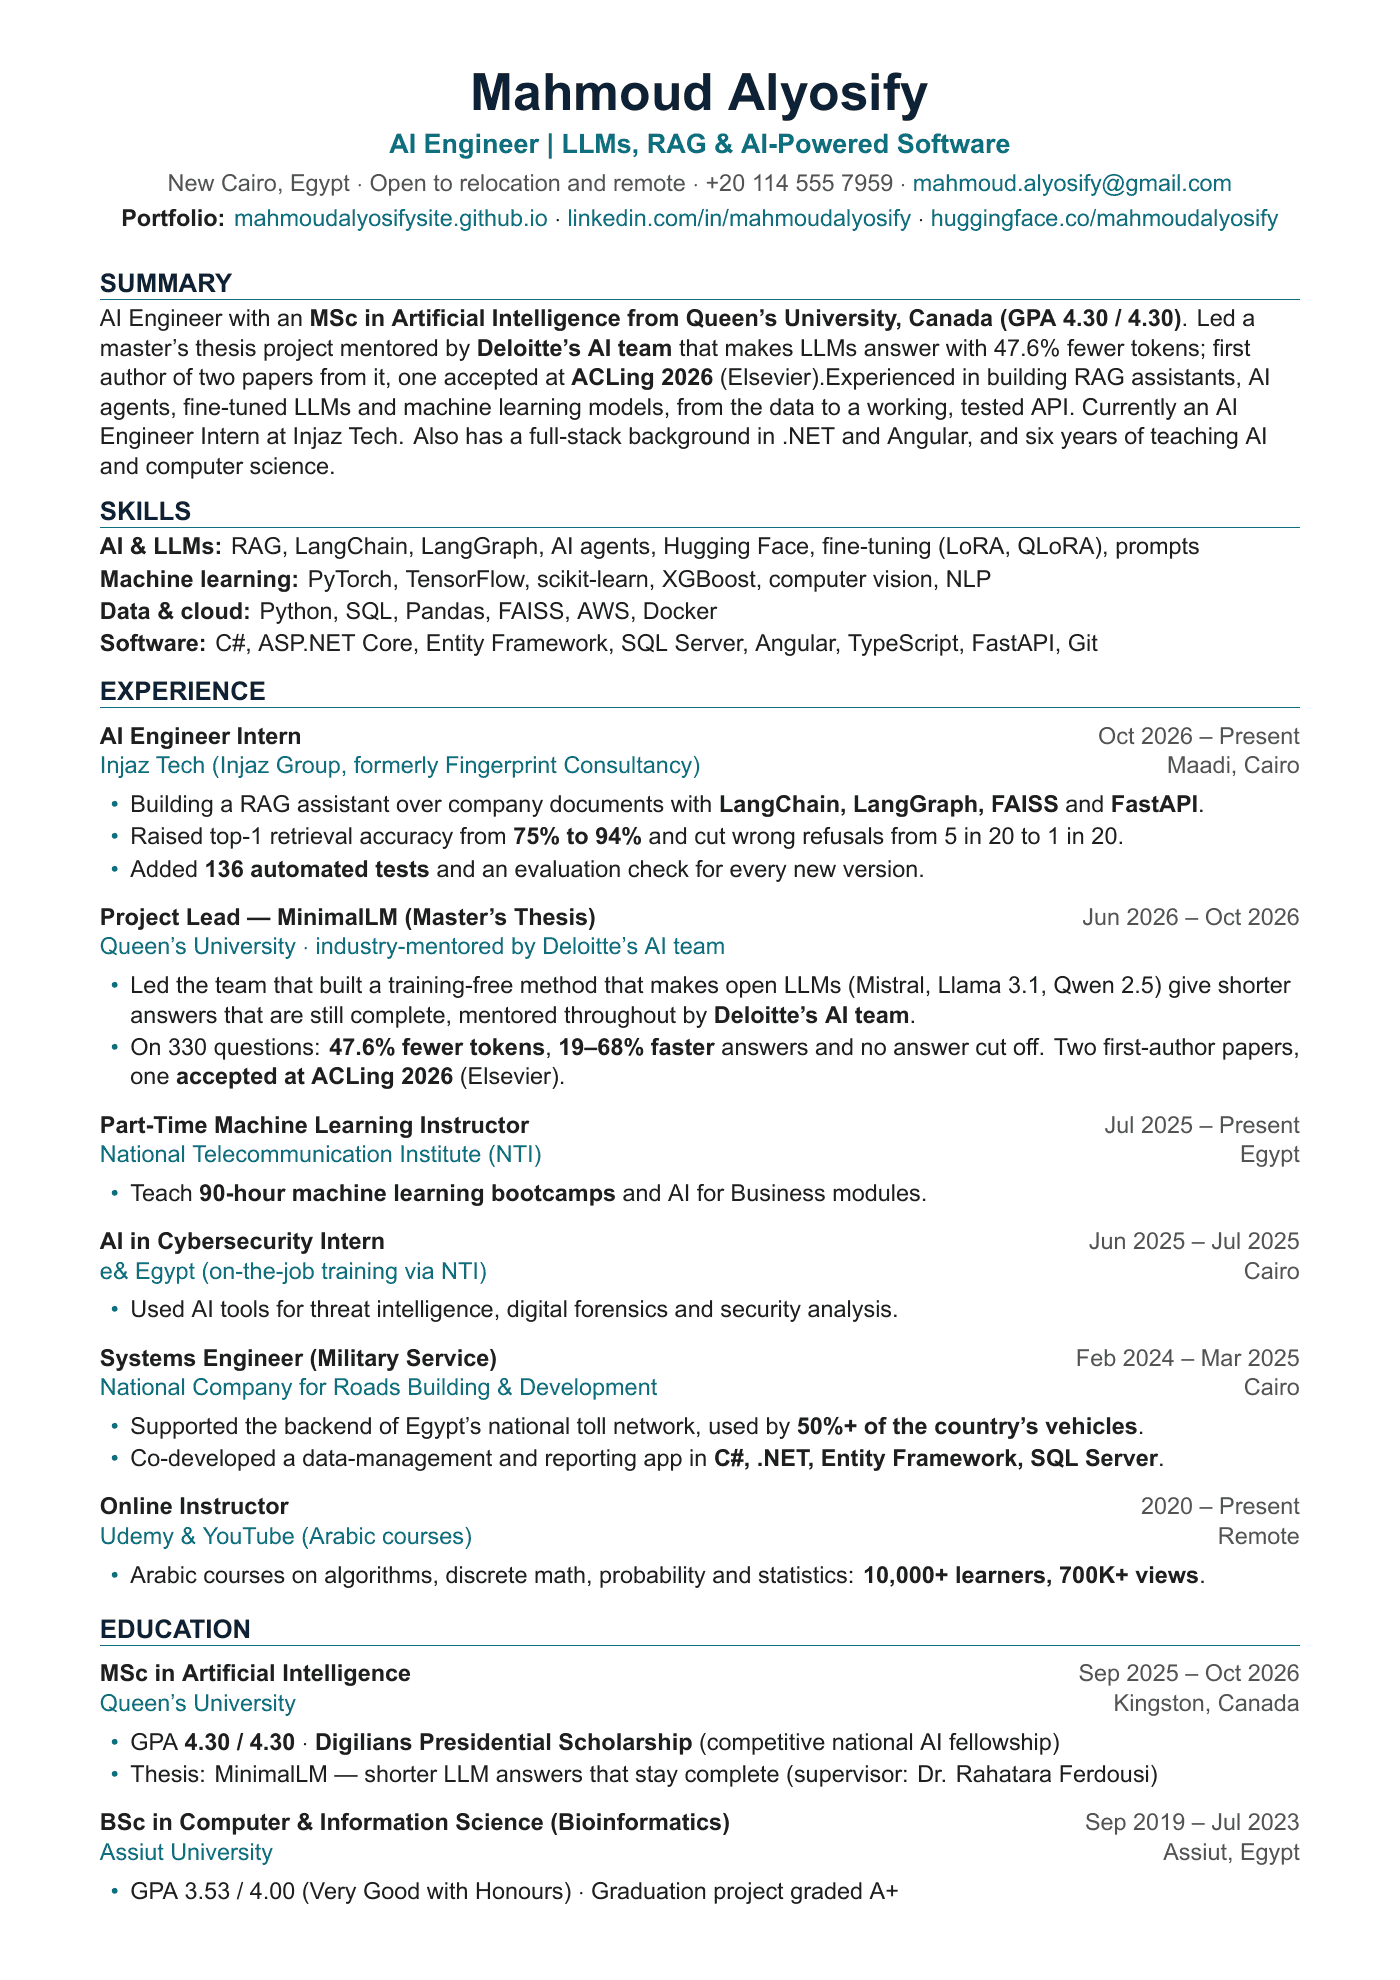 Mahmoud Alyosify
AI Engineer | LLMs, RAG & AI-Powered Software
New Cairo, Egypt · Open to relocation and remote · +20 114 555 7959 · mahmoud.alyosify@gmail.com
Portfolio: mahmoudalyosifysite.github.io · linkedin.com/in/mahmoudalyosify · huggingface.co/mahmoudalyosify
SUMMARY
AI Engineer with an MSc in Artificial Intelligence from Queen’s University, Canada (GPA 4.30 / 4.30). Led a
master’s thesis project mentored by Deloitte’s AI team that makes LLMs answer with 47.6% fewer tokens; first
author of two papers from it, one accepted at ACLing 2026 (Elsevier).Experienced in building RAG assistants, AI
agents, fine-tuned LLMs and machine learning models, from the data to a working, tested API. Currently an AI
Engineer Intern at Injaz Tech. Also has a full-stack background in .NET and Angular, and six years of teaching AI
and computer science.
SKILLS
AI & LLMs: RAG, LangChain, LangGraph, AI agents, Hugging Face, fine-tuning (LoRA, QLoRA), prompts
Machine learning: PyTorch, TensorFlow, scikit-learn, XGBoost, computer vision, NLP
Data & cloud: Python, SQL, Pandas, FAISS, AWS, Docker
Software: C#, ASP.NET Core, Entity Framework, SQL Server, Angular, TypeScript, FastAPI, Git
EXPERIENCE
AI Engineer Intern Oct 2026 – Present
Injaz Tech (Injaz Group, formerly Fingerprint Consultancy) Maadi, Cairo
• Building a RAG assistant over company documents with LangChain, LangGraph, FAISS and FastAPI.
• Raised top-1 retrieval accuracy from 75% to 94% and cut wrong refusals from 5 in 20 to 1 in 20.
• Added 136 automated tests and an evaluation check for every new version.
Project Lead — MinimalLM (Master’s Thesis) Jun 2026 – Oct 2026
Queen’s University · industry-mentored by Deloitte’s AI team
• Led the team that built a training-free method that makes open LLMs (Mistral, Llama 3.1, Qwen 2.5) give shorter
answers that are still complete, mentored throughout by Deloitte’s AI team.
• On 330 questions: 47.6% fewer tokens, 19–68% faster answers and no answer cut off. Two first-author papers,
one accepted at ACLing 2026 (Elsevier).
Part-Time Machine Learning Instructor Jul 2025 – Present
National Telecommunication Institute (NTI) Egypt
• Teach 90-hour machine learning bootcamps and AI for Business modules.
AI in Cybersecurity Intern Jun 2025 – Jul 2025
e& Egypt (on-the-job training via NTI) Cairo
• Used AI tools for threat intelligence, digital forensics and security analysis.
Systems Engineer (Military Service) Feb 2024 – Mar 2025
National Company for Roads Building & Development Cairo
• Supported the backend of Egypt’s national toll network, used by 50%+ of the country’s vehicles.
• Co-developed a data-management and reporting app in C#, .NET, Entity Framework, SQL Server.
Online Instructor 2020 – Present
Udemy & YouTube (Arabic courses) Remote
• Arabic courses on algorithms, discrete math, probability and statistics: 10,000+ learners, 700K+ views.
EDUCATION
MSc in Artificial Intelligence Sep 2025 – Oct 2026
Queen’s University Kingston, Canada
• GPA 4.30 / 4.30 · Digilians Presidential Scholarship (competitive national AI fellowship)
• Thesis: MinimalLM — shorter LLM answers that stay complete (supervisor: Dr. Rahatara Ferdousi)
BSc in Computer & Information Science (Bioinformatics) Sep 2019 – Jul 2023
Assiut University Assiut, Egypt
• GPA 3.53 / 4.00 (Very Good with Honours) · Graduation project graded A+